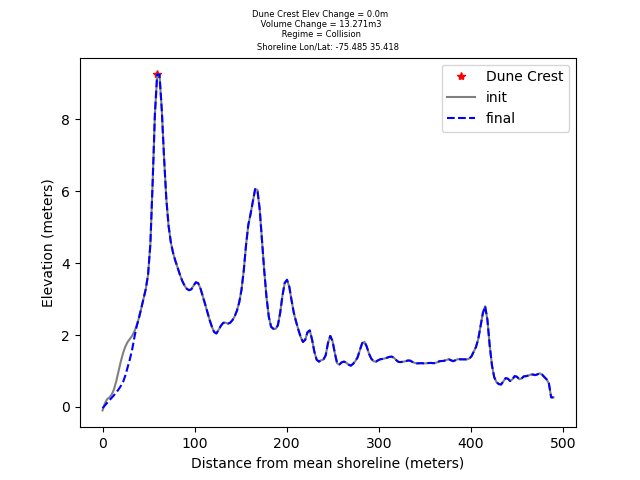 Dune Crest Elev Change = 0.0m
Volume Change = 13.271m3
Regime = Collision
Shoreline Lon/Lat: -75.485 35.418
Dune Crest
init
final
8
6
4
2
0
Elevation (meters)
0 100 200 300 400 500
Distance from mean shoreline (meters)